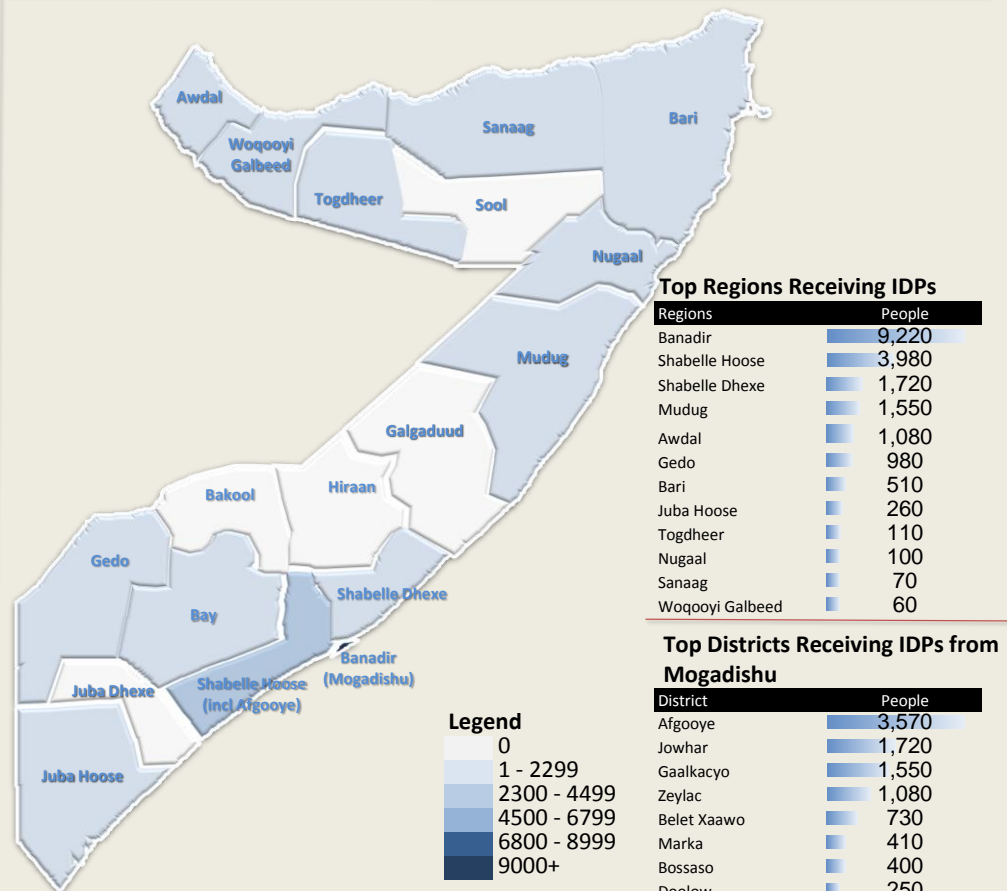 Awdal
Woqooyi
Galbeed
Togdheer
Sanaag
Bari
Sool
Nugaal
Mudug
Galgaduud
Hiraan
Bakool
Gedo
Bay
Shabelle Dhexe
Banadir
(Mogadishu)
Shabelle Hoose
(incl Afgooye)
Juba Dhexe
Juba Hoose
Legend
0
1 - 2299
2300 - 4499
4500 - 6799
6800 - 8999
9000+
Top Regions Receiving IDPs
Regions People
Banadir 9,220
Shabelle Hoose 3,980
Shabelle Dhexe 1,720
Mudug 1,550
Awdal 1,080
Gedo 980
Bari 510
Juba Hoose 260
Togdheer 110
Nugaal 100
Sanaag 70
Woqooyi Galbeed 60
Top Districts Receiving IDPs from
Mogadishu
District People
Afgooye 3,570
Jowhar 1,720
Gaalkacyo 1,550
Zeylac 1,080
Belet Xaawo 730
Marka 410
Bossaso 400
Doolow 250